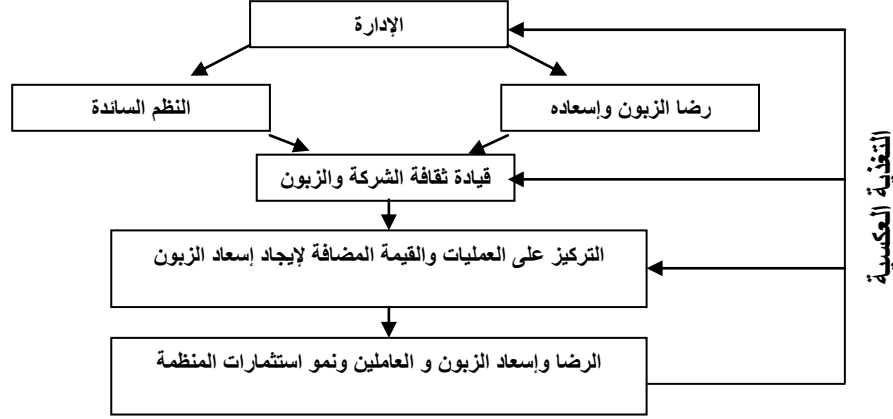 الإدارة
رضا الزبون وإسعاده
النظم السائدة
قيادة ثقافة الشركة والزبون
التركيز على العمليات والقيمة المضافة لإيجاد إسعاد الزبون
الرضا وإسعاد الزبون و العاملين ونمو استثمارات المنظمة
التغذية العكسية